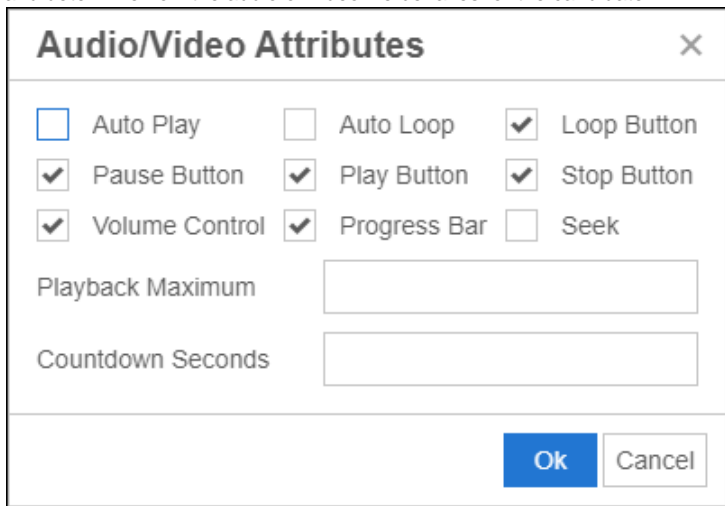 Audio/Video Attributes
Auto Play Auto Loop Loop Button
Pause Button Play Button Stop Button
Volume Control Progress Bar Seek
Playback Maximum
Countdown Seconds
Ok Cancel